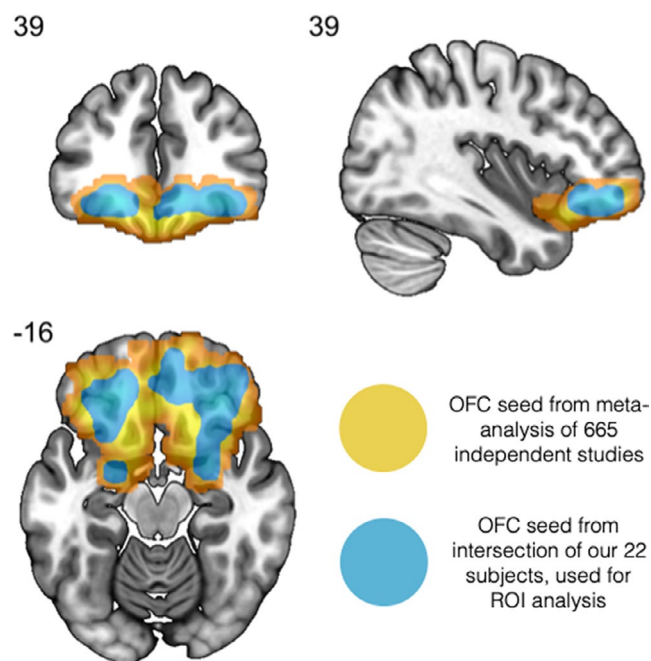 39
39
-16
OFC seed from meta-
analysis of 665
independent studies
OFC seed from
intersection of our 22
subjects, used for
ROI analysis